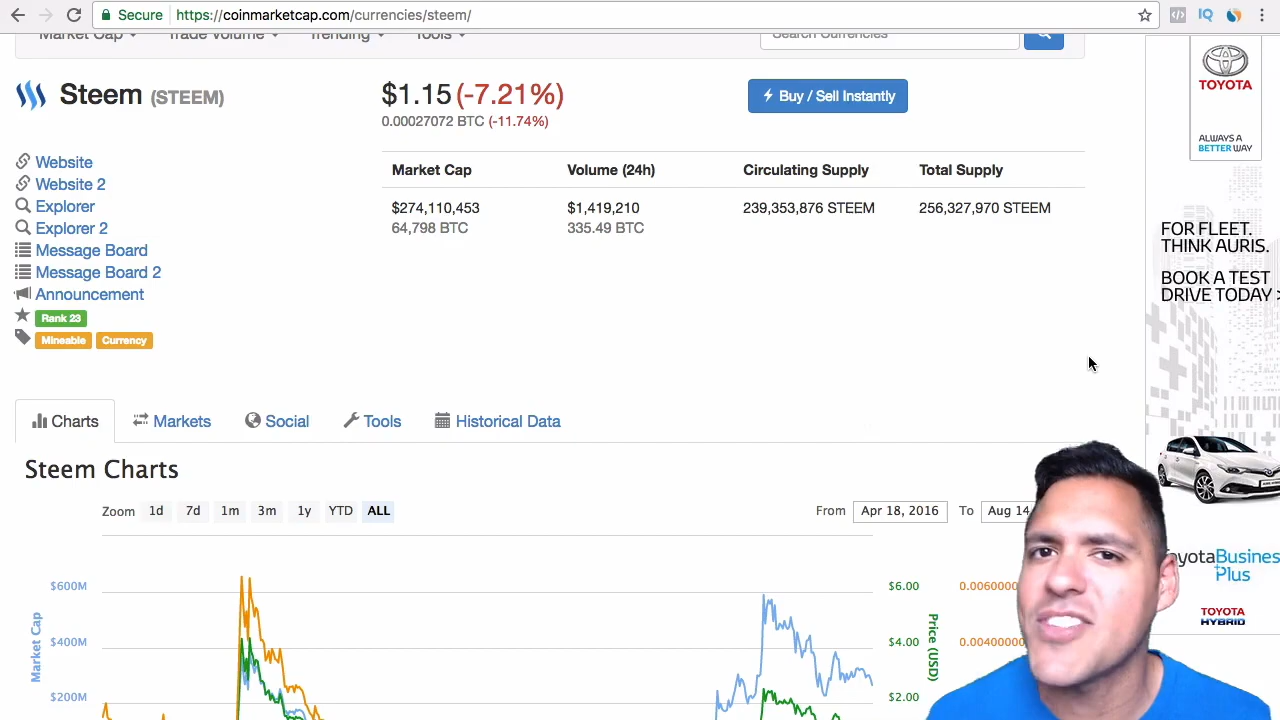 Secure https://coinmarketcap.com/currencies/steem/
Market Cap Trade Volume Trending Tools Search Currencies
Steem (STEEM)
$1.15 (-7.21%)
0.00027072 BTC (-11.74%)
Buy / Sell Instantly
Website
Website 2
Explorer
Explorer 2
Message Board
Message Board 2
Announcement
Rank 23
Mineable Currency
Market Cap Volume (24h) Circulating Supply Total Supply
$274,110,453 $1,419,210 239,353,876 STEEM 256,327,970 STEEM
64,798 BTC 335.49 BTC
TOYOTA
ALWAYS A
BETTER WAY
FOR FLEET.
THINK AURIS.
BOOK A TEST
DRIVE TODAY >
Charts Markets Social Tools Historical Data
Steem Charts
Zoom 1d 7d 1m 3m 1y YTD ALL From Apr 18, 2016 To Aug 14,
$600M $6.00 0.0060000
$400M $4.00 0.0040000
$200M $2.00
Market Cap
Price (USD)
oyotaBusiness
Plus
TOYOTA
HYBRID